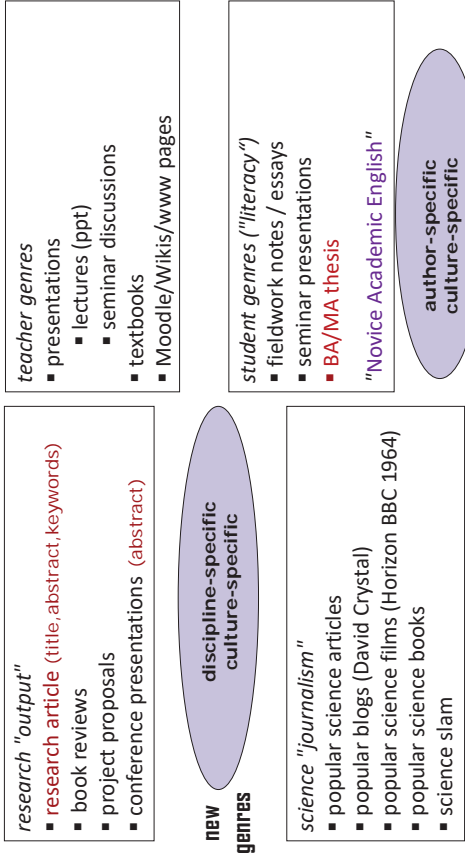 research "output"
▪ research article (title,abstract,keywords)
▪ book reviews
▪ project proposals
▪ conference presentations (abstract)
teacher genres
▪ presentations
▪ lectures (ppt)
▪ seminar discussions
▪ textbooks
▪ Moodle/Wikis/www pages
new
genres
discipline-specific
culture-specific
science "journalism"
▪ popular science articles
▪ popular blogs (David Crystal)
▪ popular science films (Horizon BBC 1964)
▪ popular science books
▪ science slam
student genres ("literacy“)
▪ fieldwork notes / essays
▪ seminar presentations
▪ BA/MA thesis
"Novice Academic English"
author-specific
culture-specific